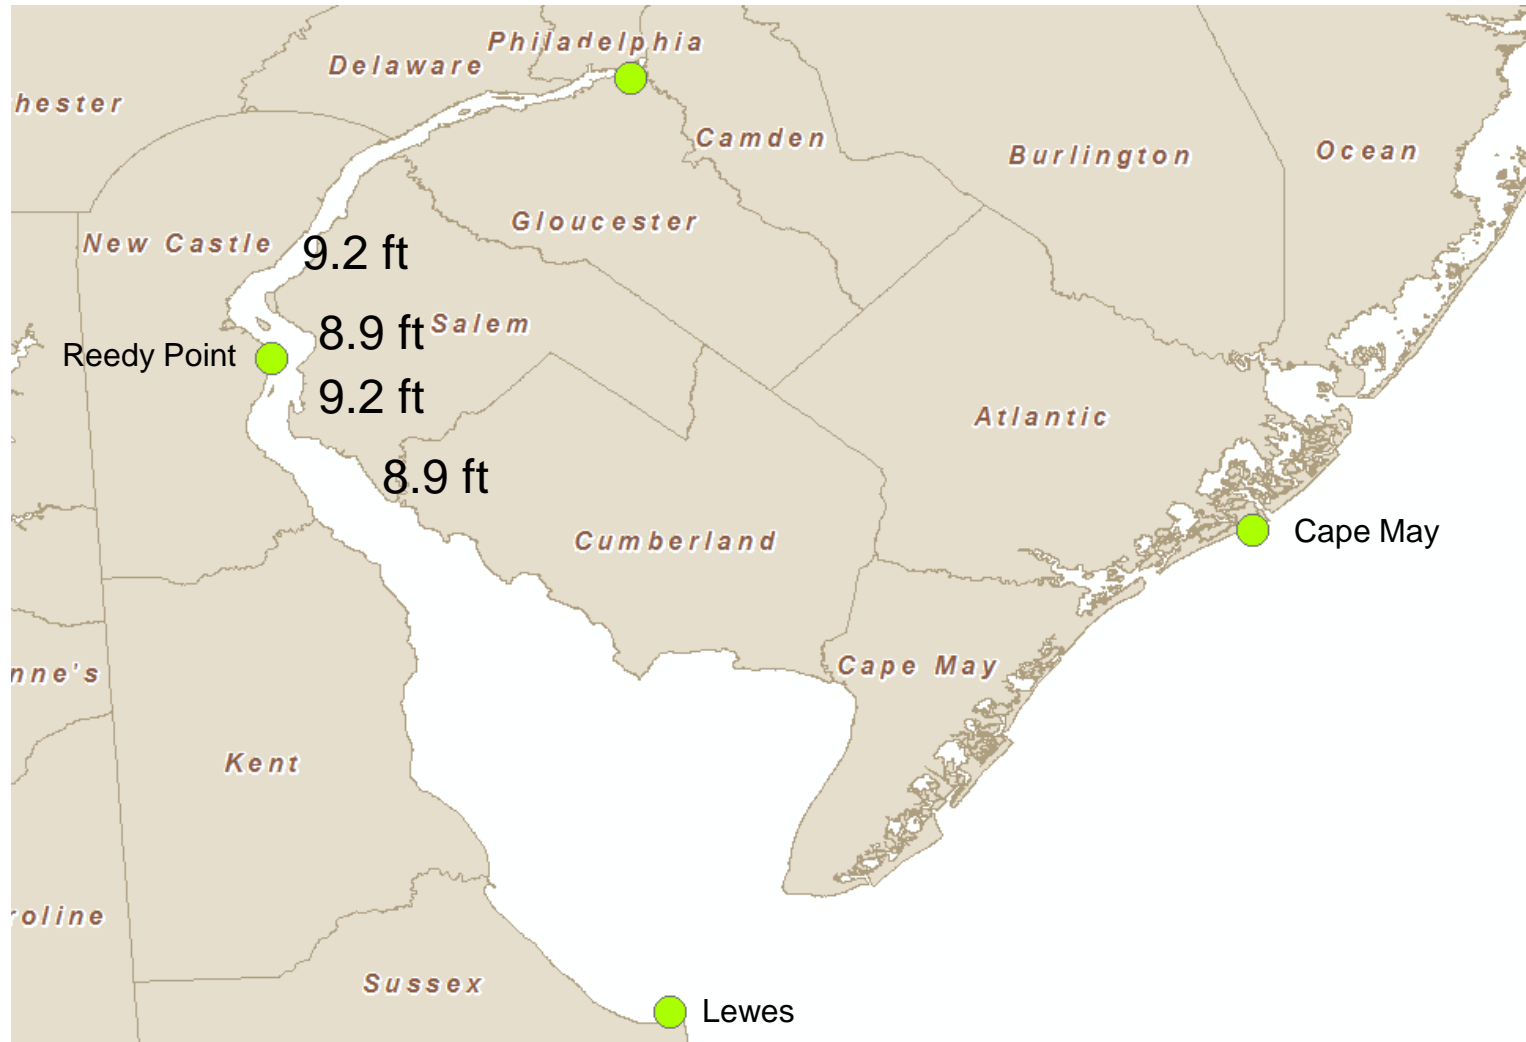 Philadelphia
Delaware
hester
Camden
Burlington
Ocean
Gloucester
New Castle
9.2 ft
Salem
8.9 ft
Reedy Point
9.2 ft
Atlantic
8.9 ft
Cumberland
Cape May
Cape May
nne's
Kent
roline
Sussex
Lewes